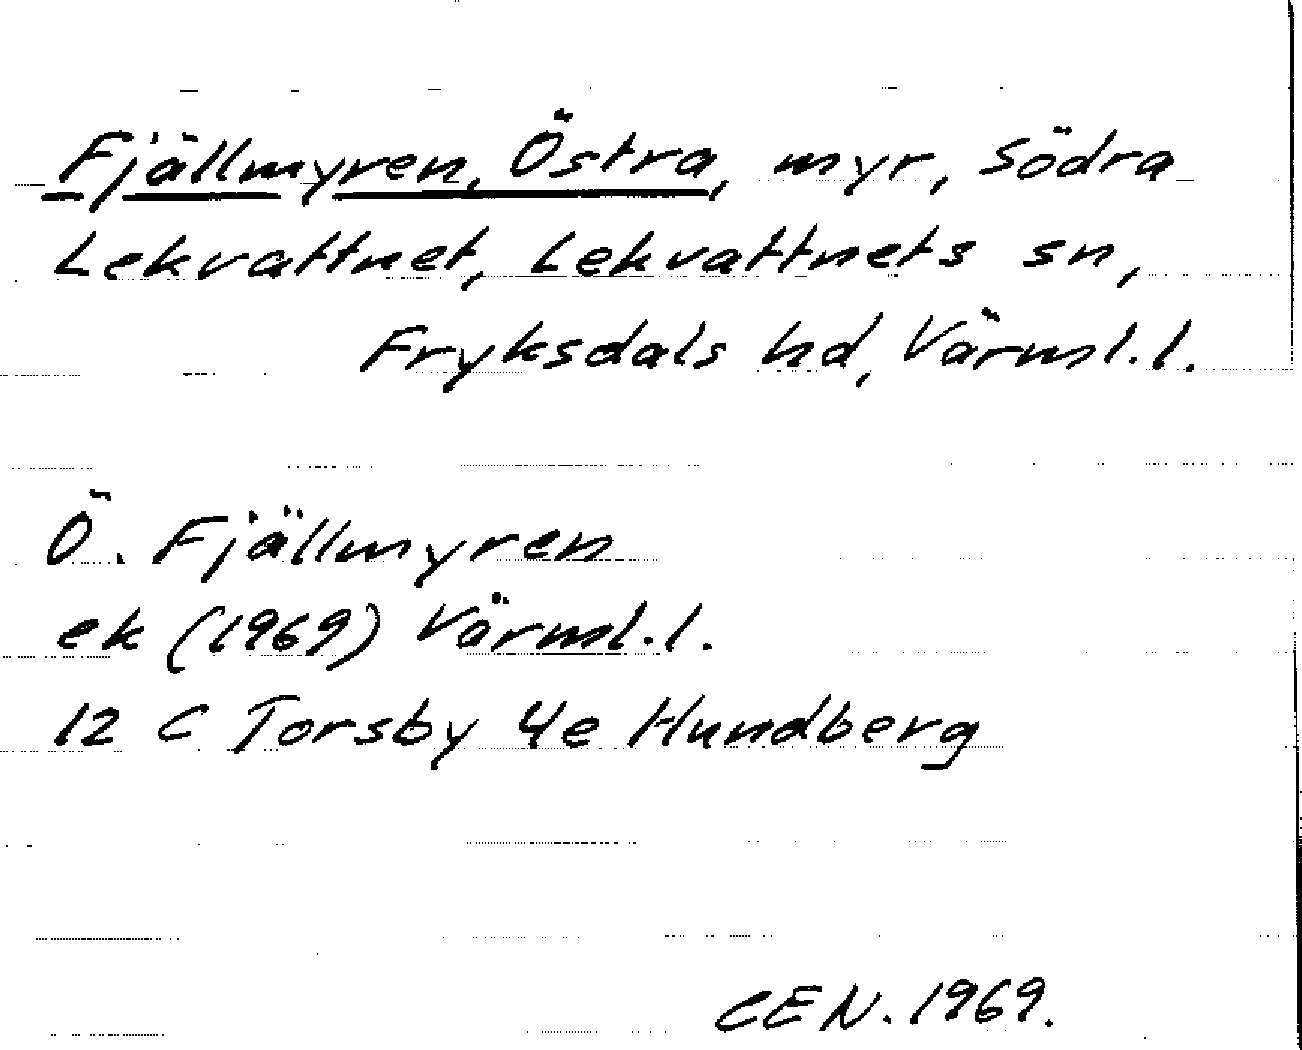 Fjällmyren, Östra, myr, Södra
Lekvattnet, Lekvattnets sn,
Fryksdals hd, Värml.l.
Ö. Fjällmyren
ek (1969) Värml.l.
12 C Torsby 4e Hundberg
CEN. 1969.